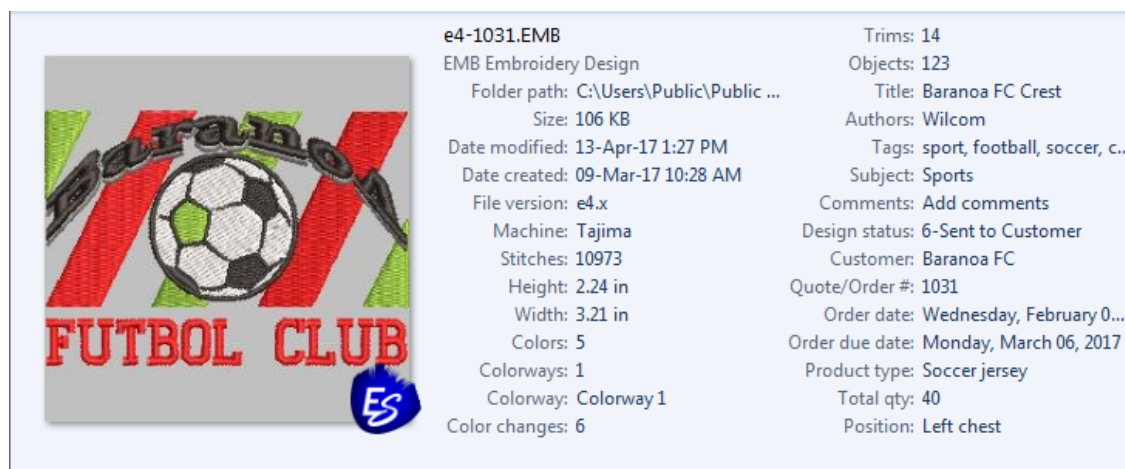 BaranoA
FUTBOL CLUB
ES
e4-1031.EMB
EMB Embroidery Design
Folder path: C:\Users\Public\Public ...
Size: 106 KB
Date modified: 13-Apr-17 1:27 PM
Date created: 09-Mar-17 10:28 AM
File version: e4.x
Machine: Tajima
Stitches: 10973
Height: 2.24 in
Width: 3.21 in
Colors: 5
Colorways: 1
Colorway: Colorway 1
Color changes: 6
Trims: 14
Objects: 123
Title: Baranoa FC Crest
Authors: Wilcom
Tags: sport, football, soccer, c...
Subject: Sports
Comments: Add comments
Design status: 6-Sent to Customer
Customer: Baranoa FC
Quote/Order #: 1031
Order date: Wednesday, February 0...
Order due date: Monday, March 06, 2017
Product type: Soccer jersey
Total qty: 40
Position: Left chest